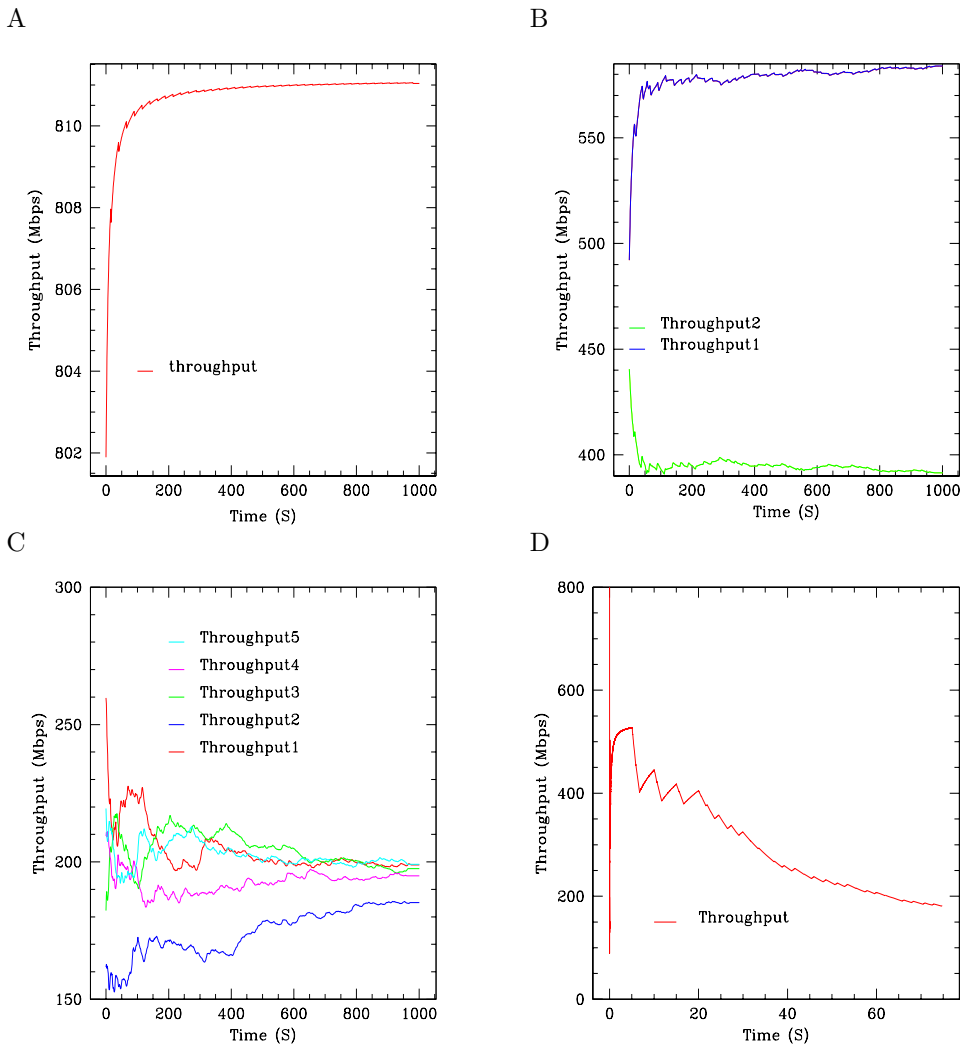 A
810
808
806
804
802
Throughput (Mbps)
throughput
0 200 400 600 800 1000
Time (S)
B
550
500
450
400
Throughput (Mbps)
Throughput2
Throughput1
0 200 400 600 800 1000
Time (S)
C
300
250
200
150
Throughput (Mbps)
Throughput5
Throughput4
Throughput3
Throughput2
Throughput1
0 200 400 600 800 1000
Time (S)
D
800
600
400
200
0
Throughput (Mbps)
Throughput
0 20 40 60
Time (S)